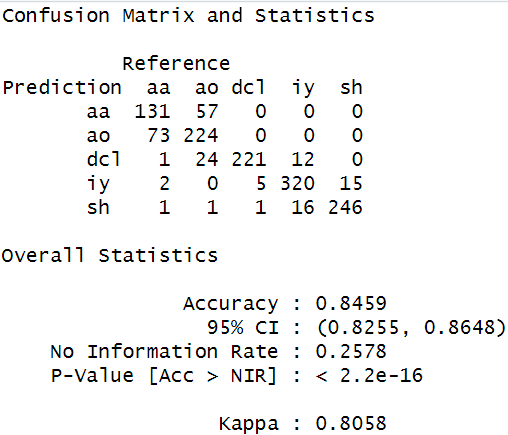 Confusion Matrix and Statistics
Reference
Prediction aa ao dcl iy sh
aa 131 57 0 0 0
ao 73 224 0 0 0
dcl 1 24 221 12 0
iy 2 0 5 320 15
sh 1 1 1 16 246
Overall Statistics
Accuracy : 0.8459
95% CI : (0.8255, 0.8648)
No Information Rate : 0.2578
P-Value [Acc > NIR] : < 2.2e-16
Kappa : 0.8058